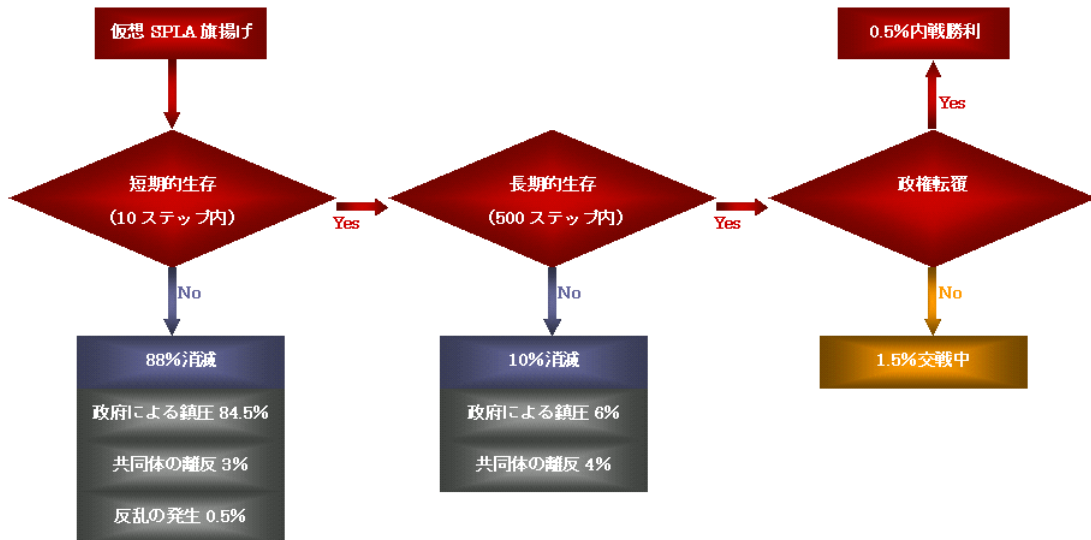 仮想 SPLA 旗揚げ
0.5%内戦勝利
Yes
短期的生存
（10 ステップ内）
Yes
長期的生存
（500 ステップ内）
Yes
政権転覆
No
No
No
88%消滅
10%消滅
1.5%交戦中
政府による鎮圧 84.5%
政府による鎮圧 6%
共同体の離反 3%
共同体の離反 4%
反乱の発生 0.5%